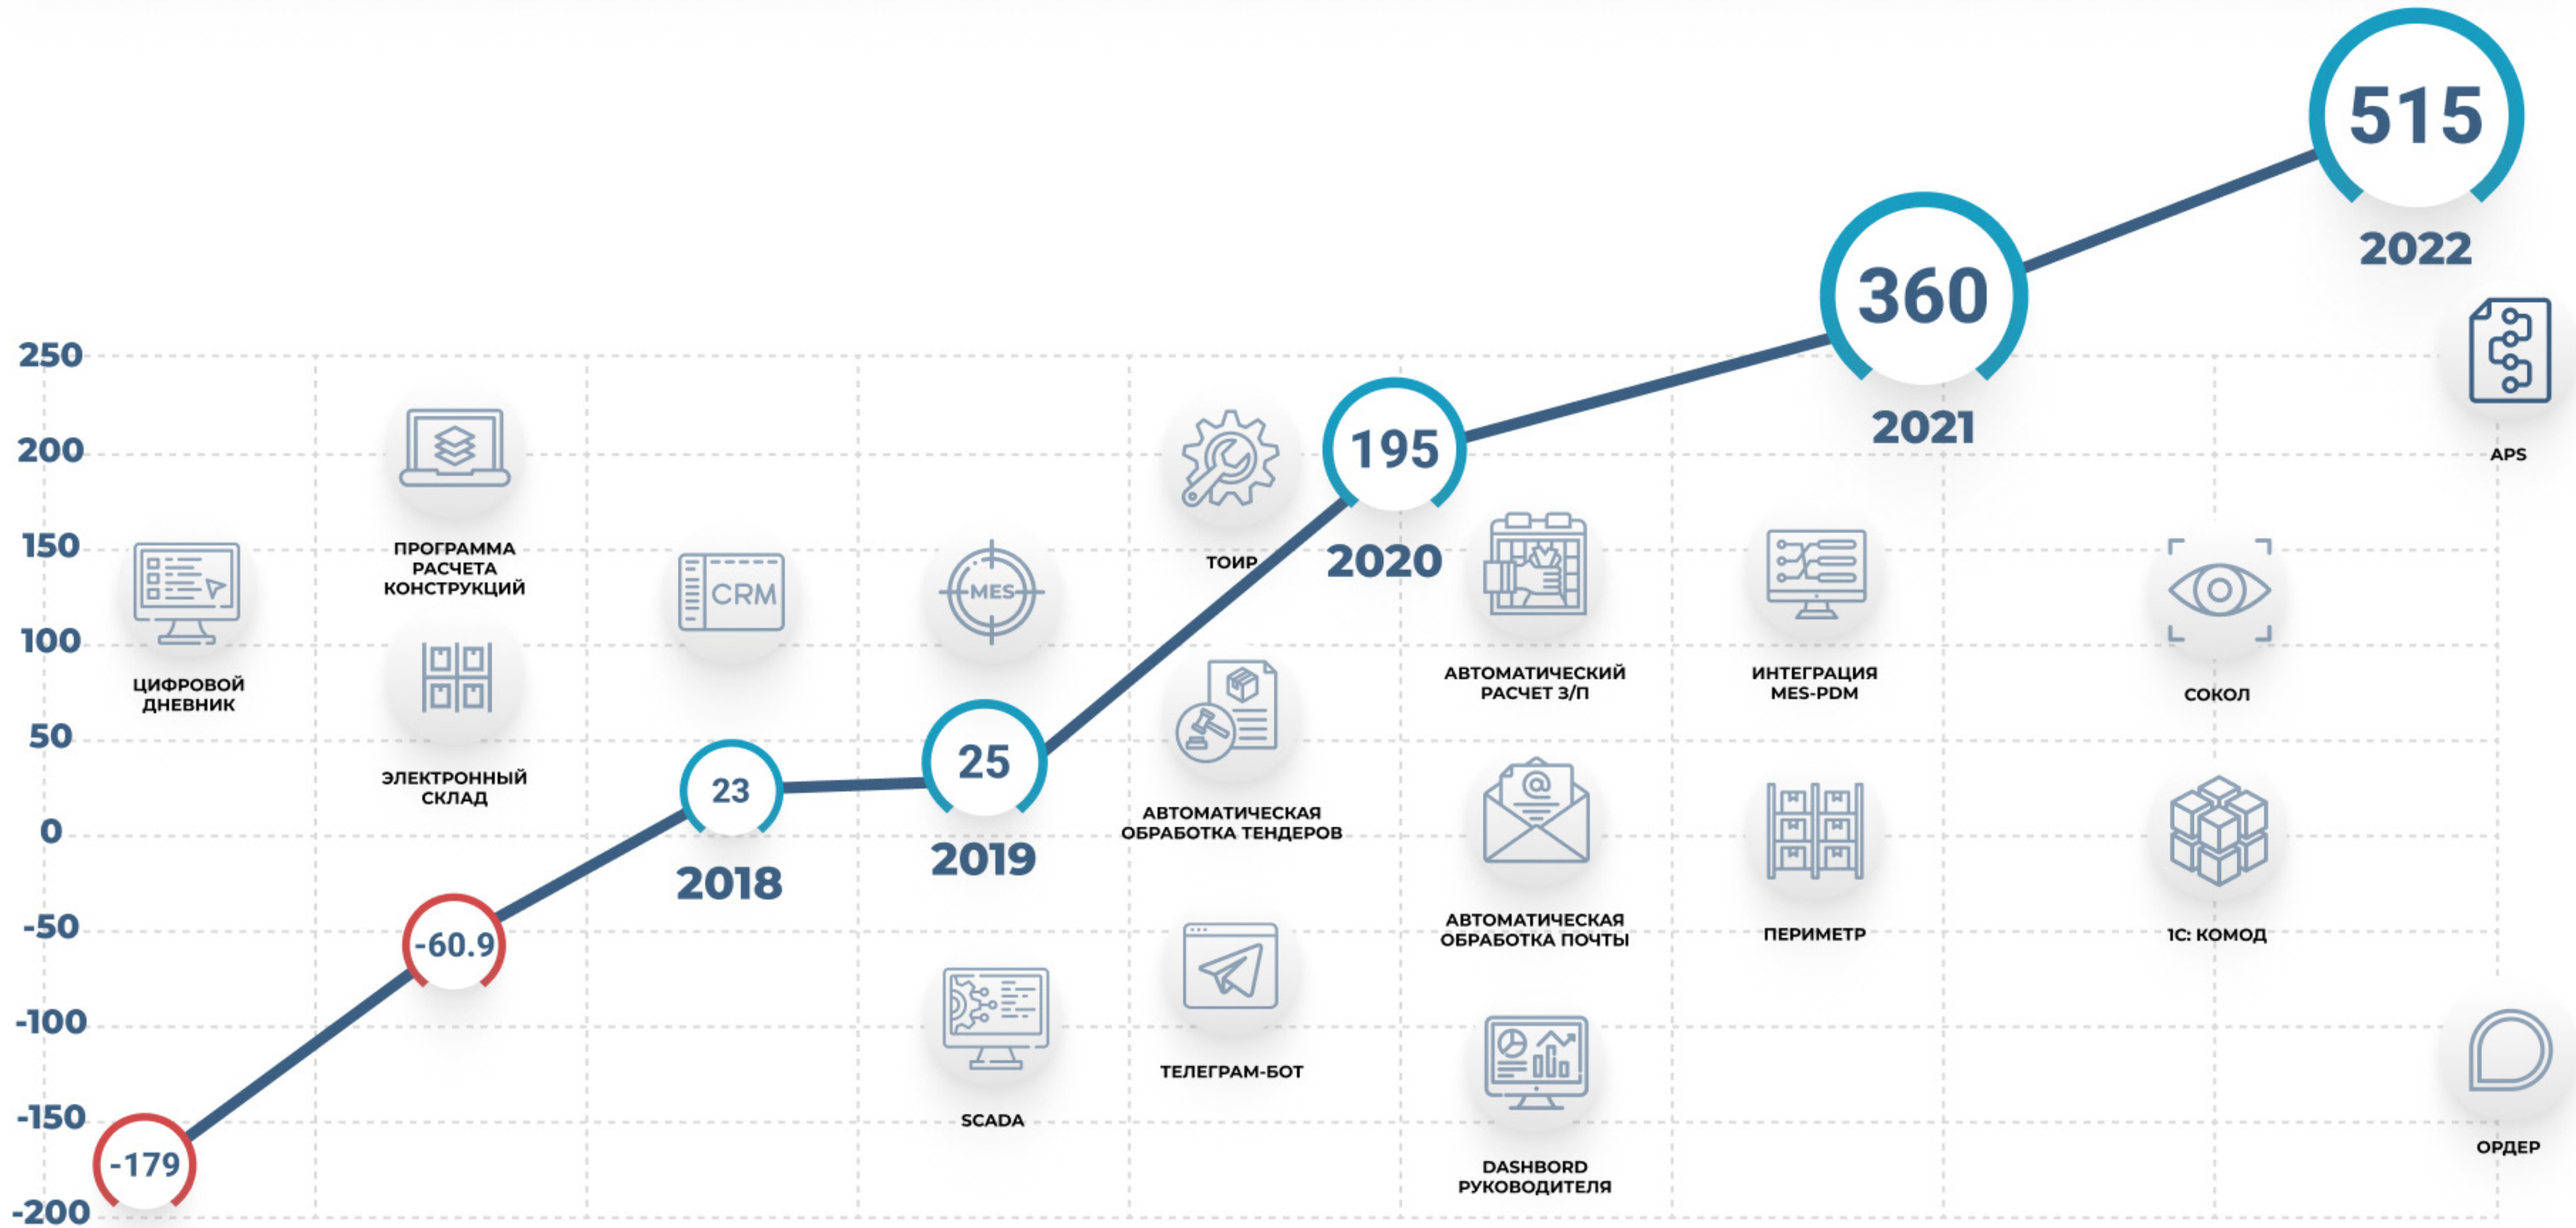 515
2022
360
2021
APS
250
200
150
100
50
0
-50
-100
-150
-200
195
2020
ПРОГРАММА
РАСЧЕТА
КОНСТРУКЦИЙ
ЦИФРОВОЙ
ДНЕВНИК
ЭЛЕКТРОННЫЙ
СКЛАД
CRM
MES
ТОИР
АВТОМАТИЧЕСКИЙ
РАСЧЕТ З/П
ИНТЕГРАЦИЯ
MES-PDM
СОКОЛ
23
2018
25
2019
АВТОМАТИЧЕСКАЯ
ОБРАБОТКА ТЕНДЕРОВ
АВТОМАТИЧЕСКАЯ
ОБРАБОТКА ПОЧТЫ
@
ПЕРИМЕТР
1С: КОМОД
-60.9
-179
SCADA
ТЕЛЕГРАМ-БОТ
DASHBORD
РУКОВОДИТЕЛЯ
ОРДЕР